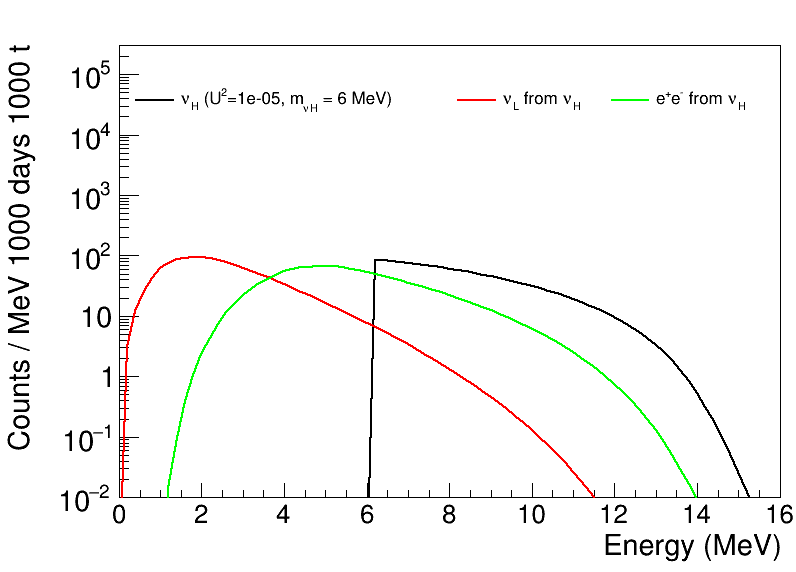 Counts / MeV 1000 days 1000 t
10⁵
10⁴
10³
10²
10
1
10⁻¹
10⁻²
ν_H (U²=1e-05, m_νH = 6 MeV)
ν_L from ν_H
e⁺e⁻ from ν_H
0 2 4 6 8 10 12 14 16
Energy (MeV)